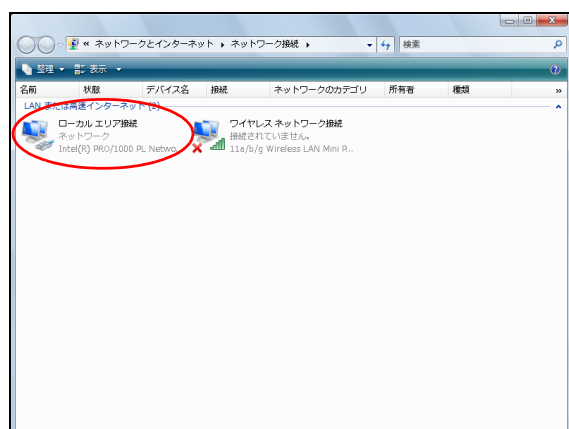 « ネットワークとインターネット ▸ ネットワーク接続 ▸ 検索
整理 表示
名前 状態 デバイス名 接続 ネットワークのカテゴリ 所有者 種類 »
LAN または高速インターネット (2)
ローカル エリア接続
ネットワーク
Intel(R) PRO/1000 PL Netwo...
ワイヤレス ネットワーク接続
接続されていません。
11a/b/g Wireless LAN Mini P...